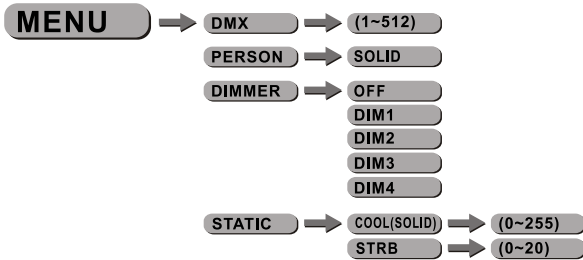 MENU DMX (1~512)
PERSON SOLID
DIMMER OFF
DIM1
DIM2
DIM3
DIM4
STATIC COOL(SOLID) (0~255)
STRB (0~20)